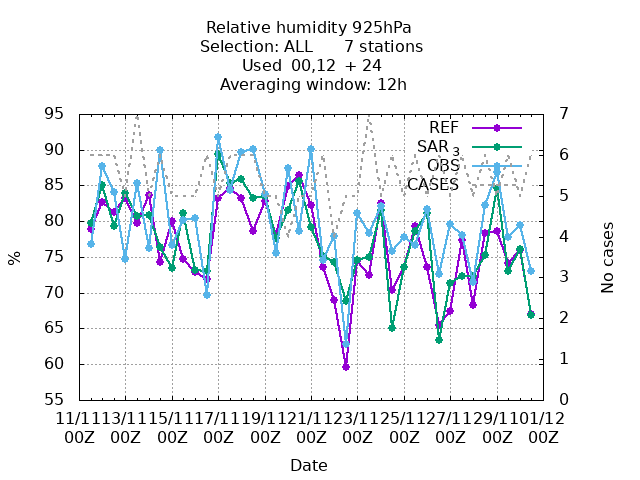 Relative humidity 925hPa
Selection: ALL 7 stations
Used 00,12 + 24
Averaging window: 12h
95
90
85
80
75
70
65
60
55
7
6
5
4
3
2
1
0
REF
SAR 3
OBS
CASES
%
No cases
11/11 13/11 15/11 17/11 19/11 21/11 23/11 25/11 27/11 29/11 01/12
00Z 00Z 00Z 00Z 00Z 00Z 00Z 00Z 00Z 00Z 00Z
Date